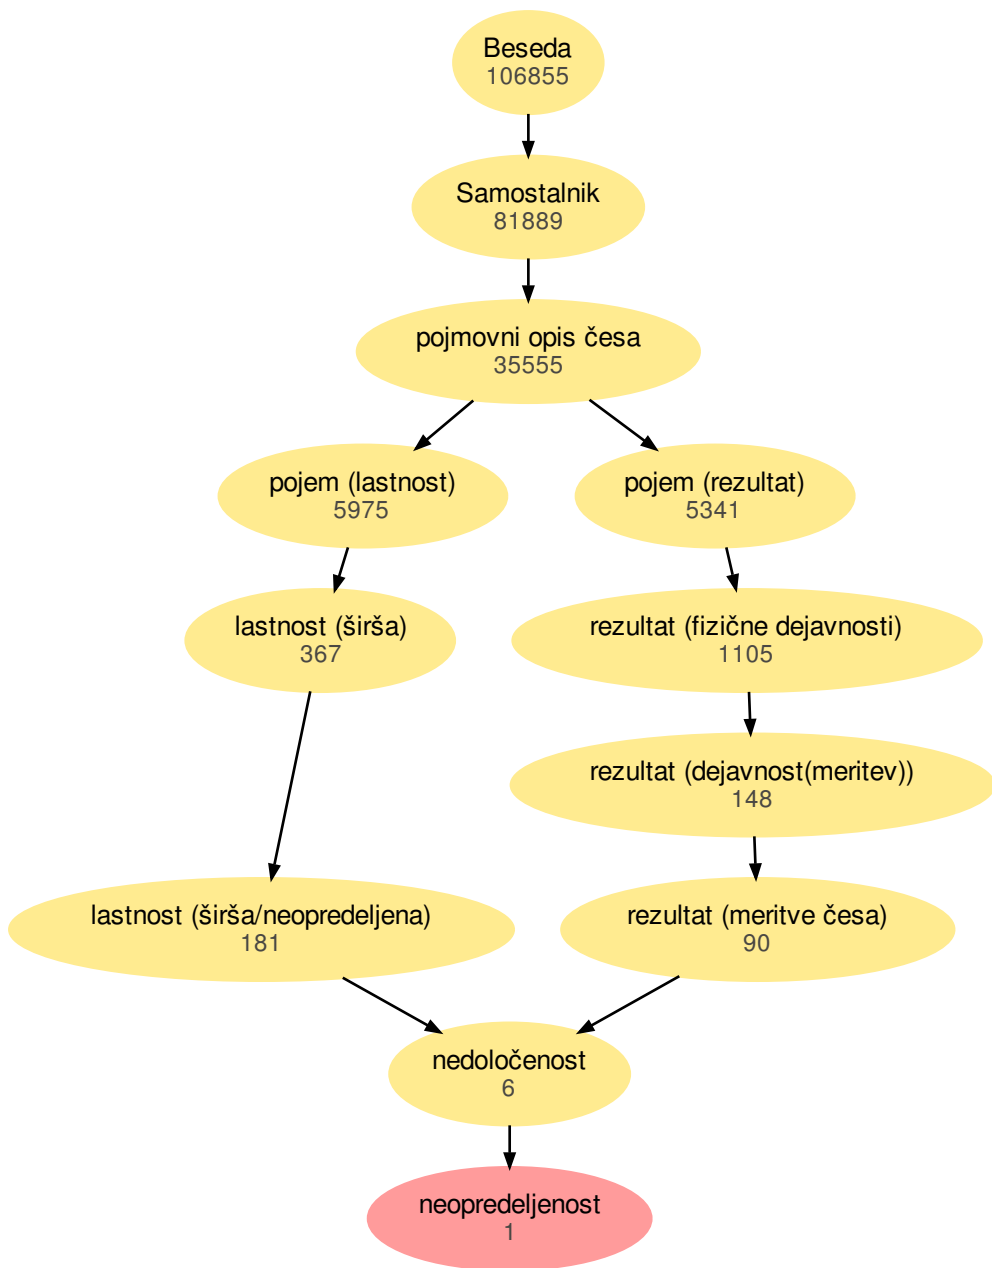 Beseda
106855
Samostalnik
81889
pojmovni opis česa
35555
pojem (lastnost)
5975
pojem (rezultat)
5341
lastnost (širša)
367
rezultat (fizične dejavnosti)
1105
rezultat (dejavnost(meritev))
148
lastnost (širša/neopredeljena)
181
rezultat (meritve česa)
90
nedoločenost
6
neopredeljenost
1